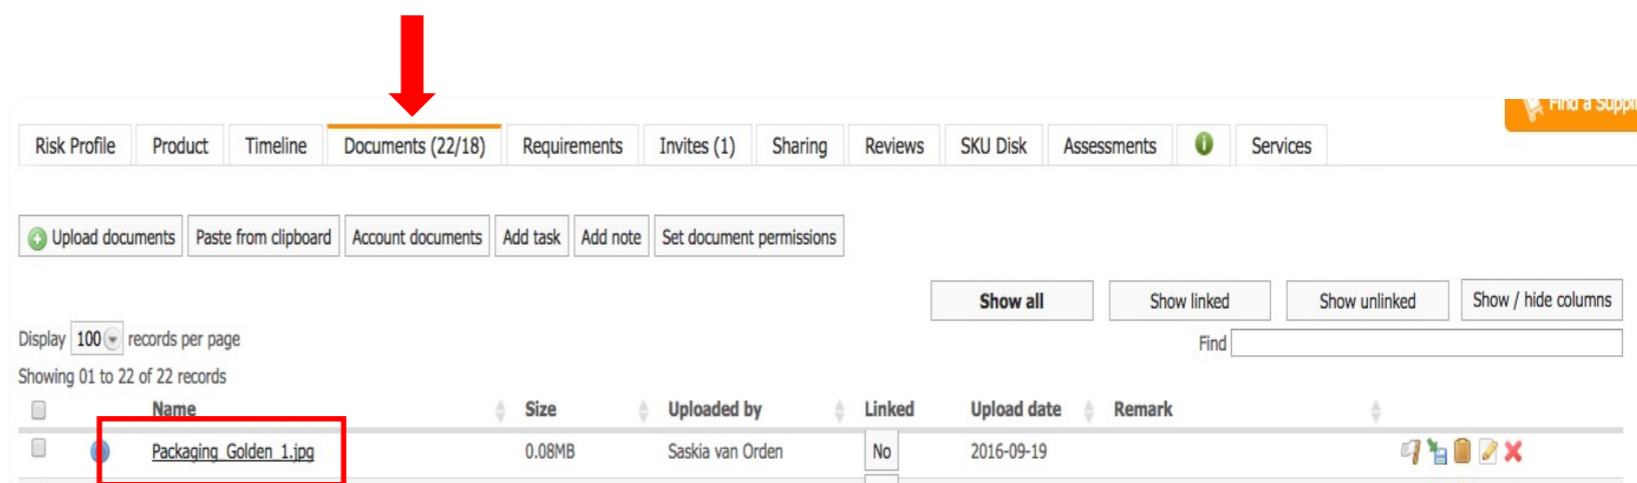 Find a Suppli
Risk Profile Product Timeline Documents (22/18) Requirements Invites (1) Sharing Reviews SKU Disk Assessments i Services
Upload documents Paste from clipboard Account documents Add task Add note Set document permissions
Show all Show linked Show unlinked Show / hide columns
Display 100 records per page Find
Showing 01 to 22 of 22 records
Name Size Uploaded by Linked Upload date Remark
Packaging_Golden_1.jpg 0.08MB Saskia van Orden No 2016-09-19